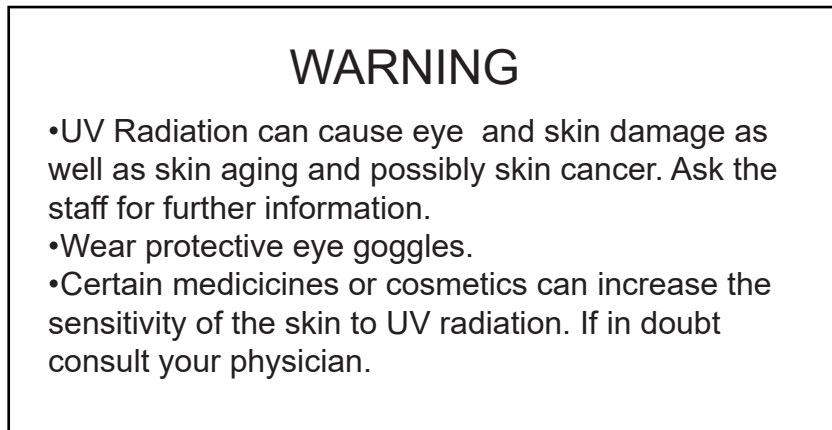 WARNING
•UV Radiation can cause eye  and skin damage as
well as skin aging and possibly skin cancer. Ask the
staff for further information.
•Wear protective eye goggles.
•Certain medicicines or cosmetics can increase the
sensitivity of the skin to UV radiation. If in doubt
consult your physician.